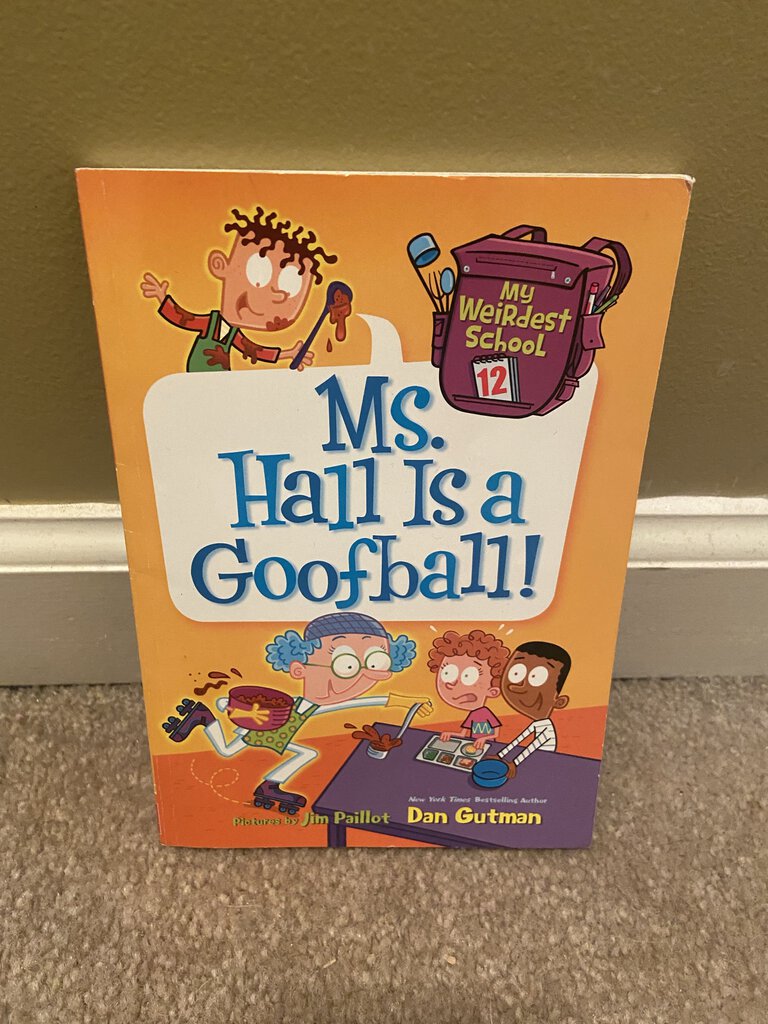 My
WeiRdest
School
12
Ms.
Hall Is a
Goofball!
New York Times Bestselling Author
Pictures by Jim Paillot
Dan Gutman